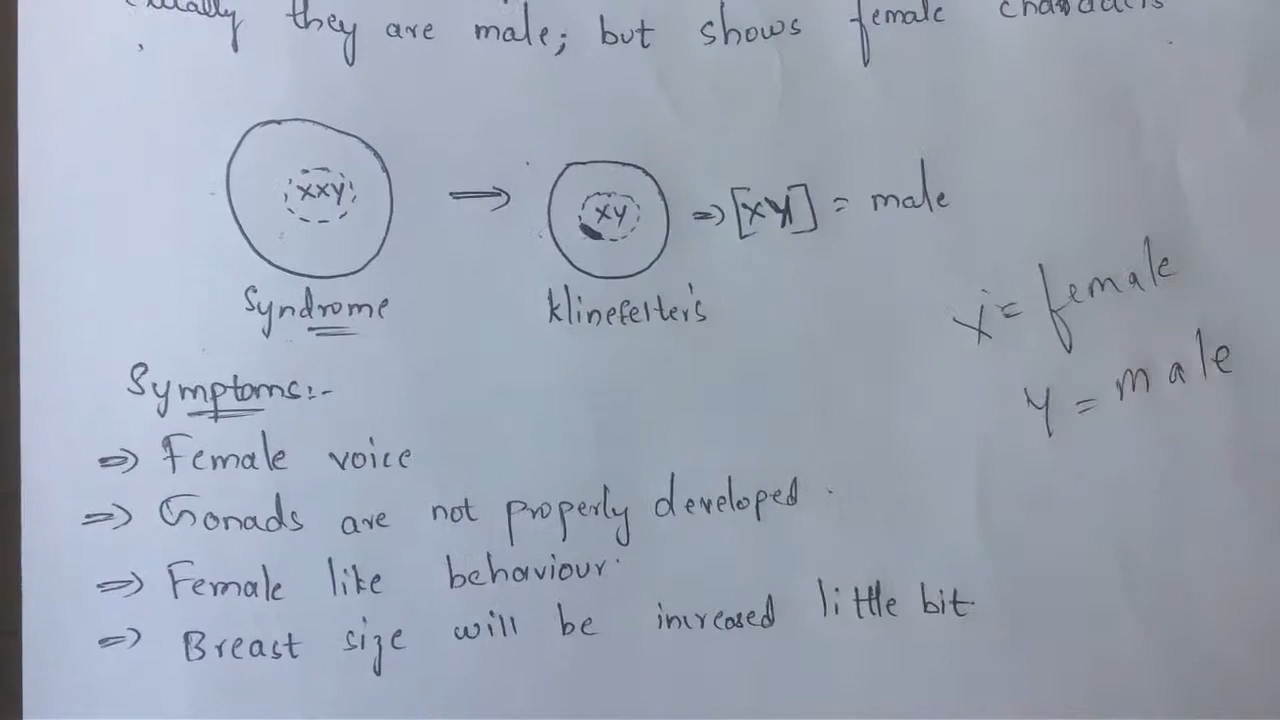 they are male; but shows female
xxy
xy
⇒ [xy] = male
Syndrome
klinefelter's
x = female
y = male
Symptoms:-
⇒ Female voice
⇒ Gonads are not properly developed.
⇒ Female like behaviour.
⇒ Breast size will be increased little bit.